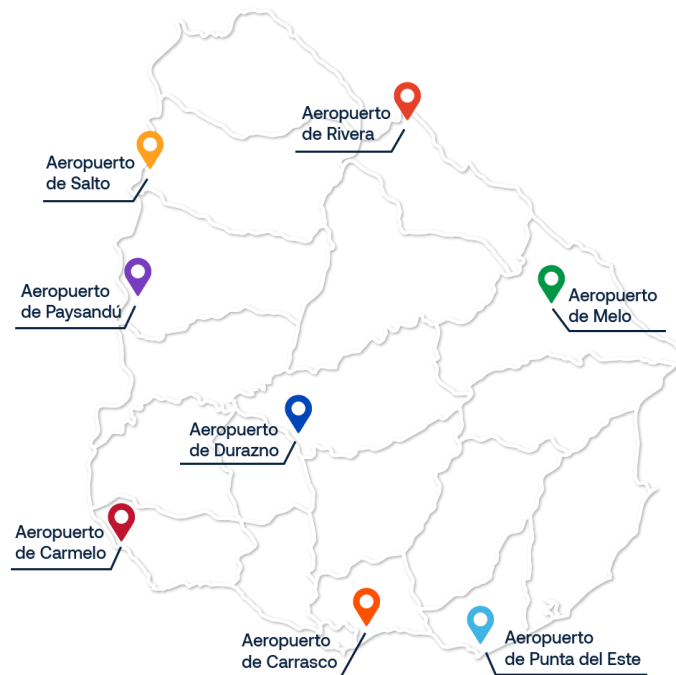 Aeropuerto
de Rivera
Aeropuerto
de Salto
Aeropuerto
de Paysandú
Aeropuerto
de Melo
Aeropuerto
de Durazno
Aeropuerto
de Carmelo
Aeropuerto
de Carrasco
Aeropuerto
de Punta del Este